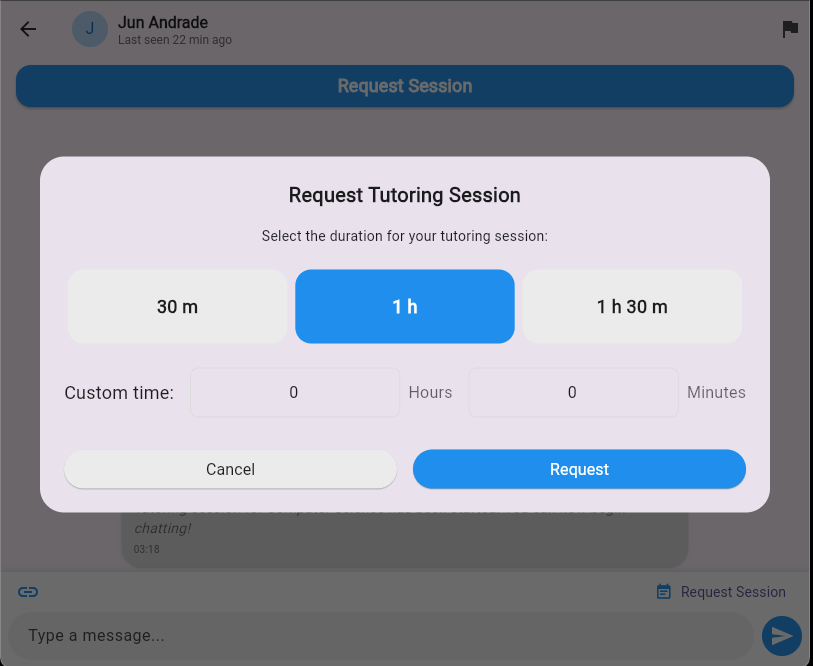 J
Jun Andrade
Last seen 22 min ago
Request Session
Request Tutoring Session
Select the duration for your tutoring session:
30 m
1 h
1 h 30 m
Custom time:
0
Hours
0
Minutes
Cancel
Request
chatting!
03:18
Request Session
Type a message...